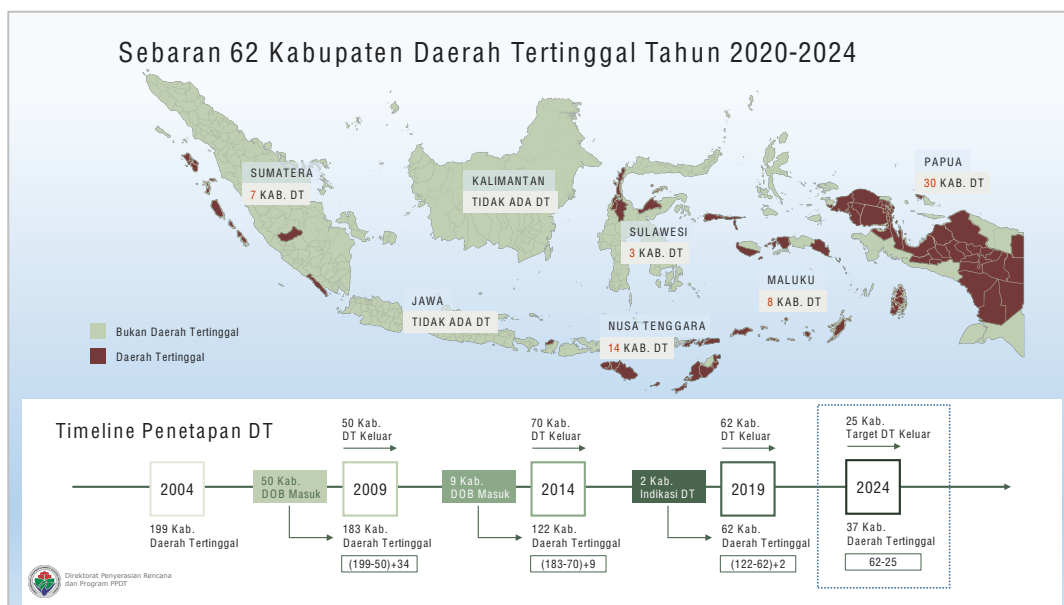 Sebaran 62 Kabupaten Daerah Tertinggal Tahun 2020-2024
SUMATERA
7 KAB. DT
KALIMANTAN
TIDAK ADA DT
PAPUA
30 KAB. DT
SULAWESI
3 KAB. DT
MALUKU
8 KAB. DT
JAWA
TIDAK ADA DT
NUSA TENGGARA
14 KAB. DT
Bukan Daerah Tertinggal
Daerah Tertinggal
Timeline Penetapan DT
2004
199 Kab.
Daerah Tertinggal
50 Kab.
DOB Masuk
50 Kab.
DT Keluar
2009
183 Kab.
Daerah Tertinggal
(199-50)+34
9 Kab.
DOB Masuk
70 Kab.
DT Keluar
2014
122 Kab.
Daerah Tertinggal
(183-70)+9
2 Kab.
Indikasi DT
62 Kab.
DT Keluar
2019
62 Kab.
Daerah Tertinggal
(122-62)+2
25 Kab.
Target DT Keluar
2024
37 Kab.
Daerah Tertinggal
62-25
Direktorat Penyerasian Rencana
dan Program PPDT